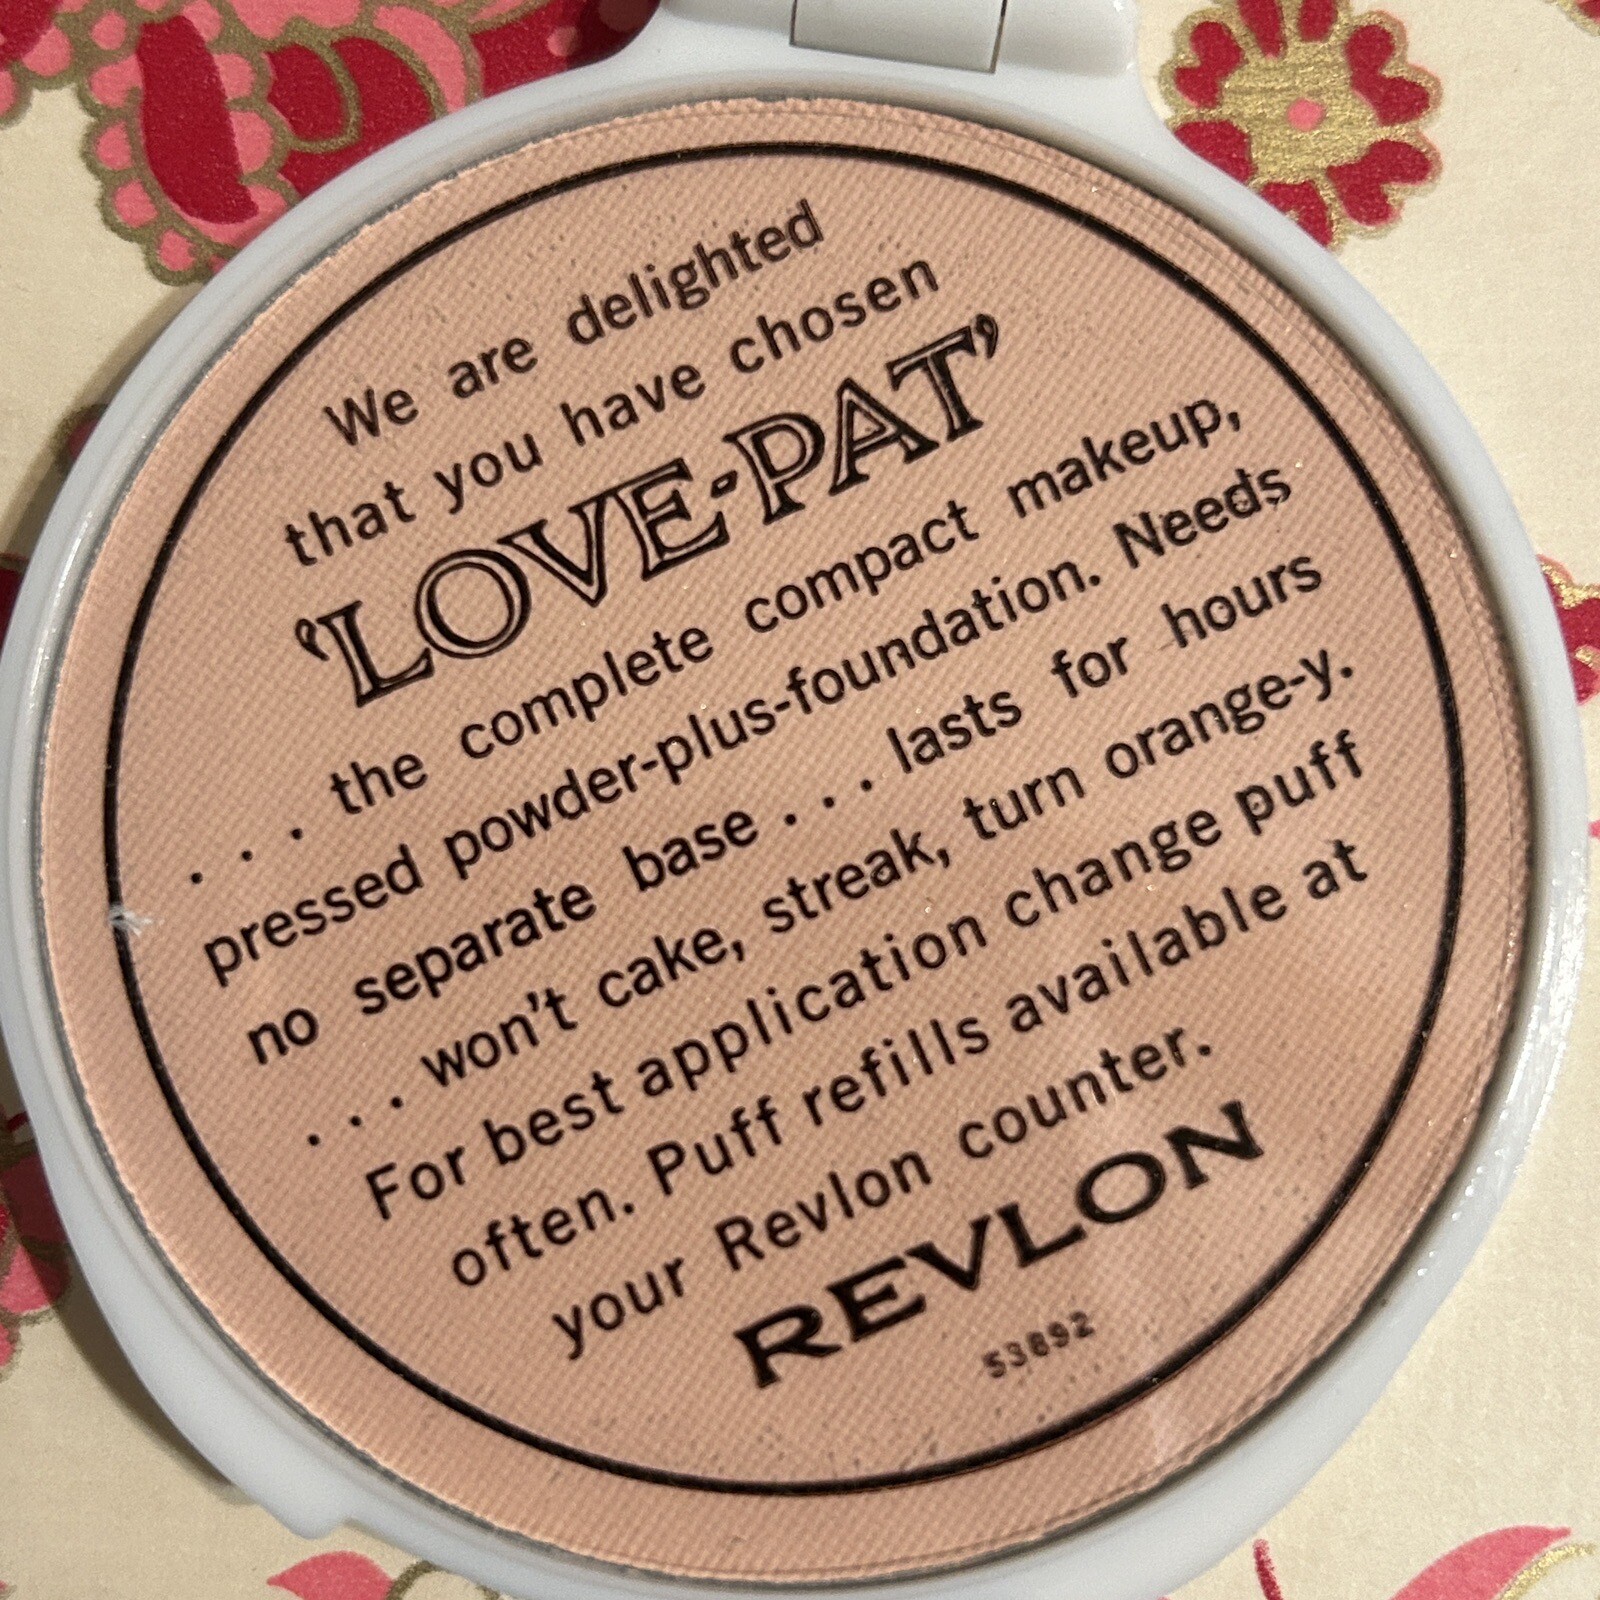 We are delighted
that you have chosen
‘LOVE-PAT’
. . . the complete compact makeup,
pressed powder-plus-foundation. Needs
no separate base . . . lasts for hours
. . . won't cake, streak, turn orange-y.
For best application change puff
often. Puff refills available at
your Revlon counter.
REVLON
53892